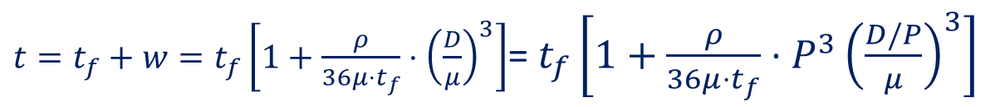 t = t_f + w = t_f [1 + ρ/(36μ·t_f) · (D/μ)^3] = t_f [1 + ρ/(36μ·t_f) · P^3 ((D/P)/μ)^3]